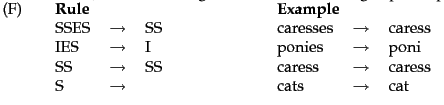 (F) Rule Example
SSES → SS caresses → caress
IES → I ponies → poni
SS → SS caress → caress
S → cats → cat